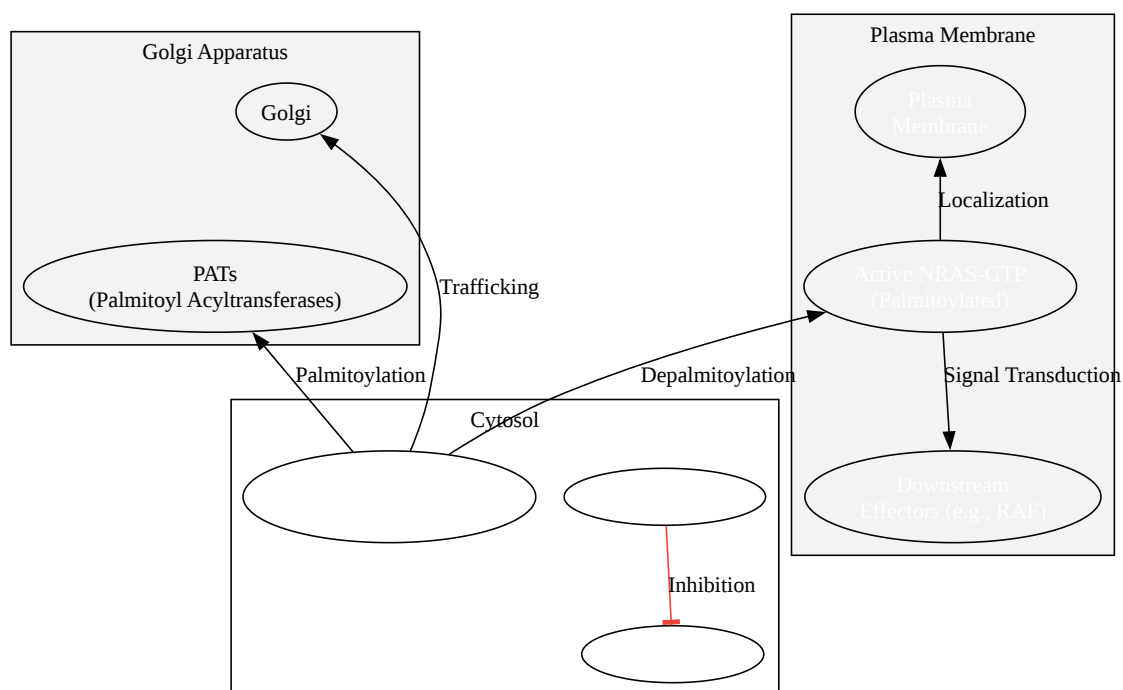 Golgi Apparatus
Golgi
PATs
(Palmitoyl Acyltransferases)
Trafficking
Palmitoylation
Plasma Membrane
Plasma
Membrane
Localization
Active NRAS-GTP
(Palmitoylated)
Depalmitoylation
Signal Transduction
Cytosol
Downstream
Effectors (e.g., RAF)
Inhibition